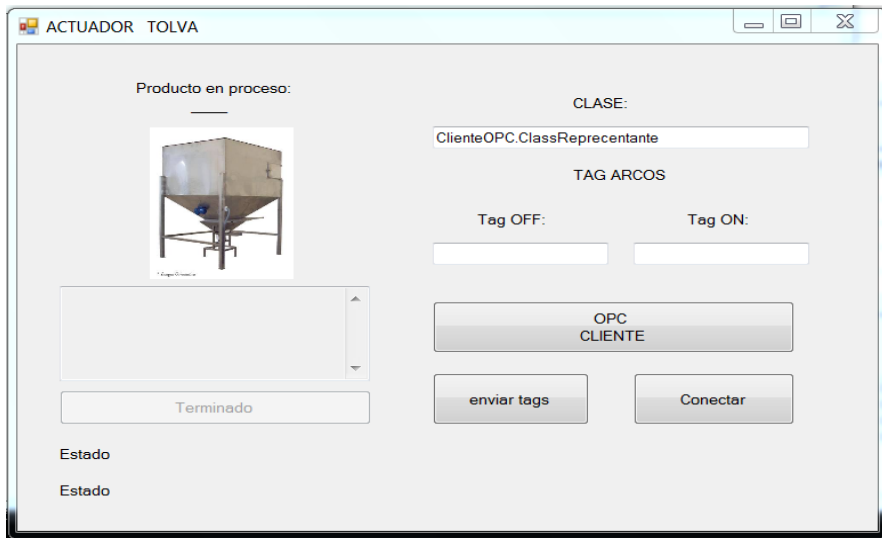 ACTUADOR TOLVA
Producto en proceso:
CLASE:
ClienteOPC.ClassReprecentante
TAG ARCOS
Tag OFF:
Tag ON:
OPC
CLIENTE
enviar tags
Conectar
Terminado
Estado
Estado